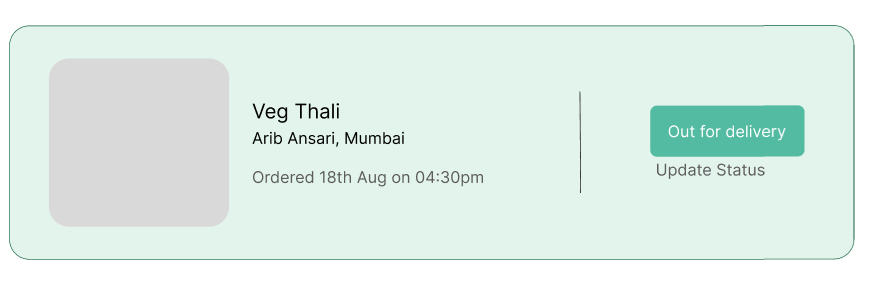 Veg Thali
Arib Ansari, Mumbai
Ordered 18th Aug on 04:30pm
Out for delivery
Update Status